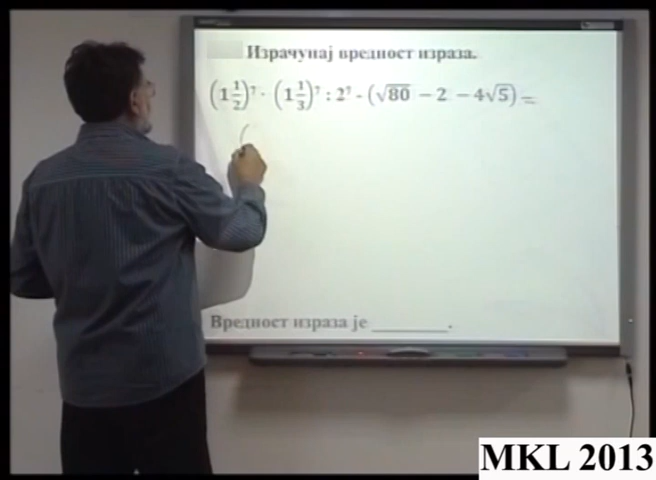 Израчунај вредност израза.
(1 1/2)⁷ · (1 1/3)⁷ : 2⁷ - (√80 − 2 − 4√5) =
Вредност израза је ________.
MKL 2013